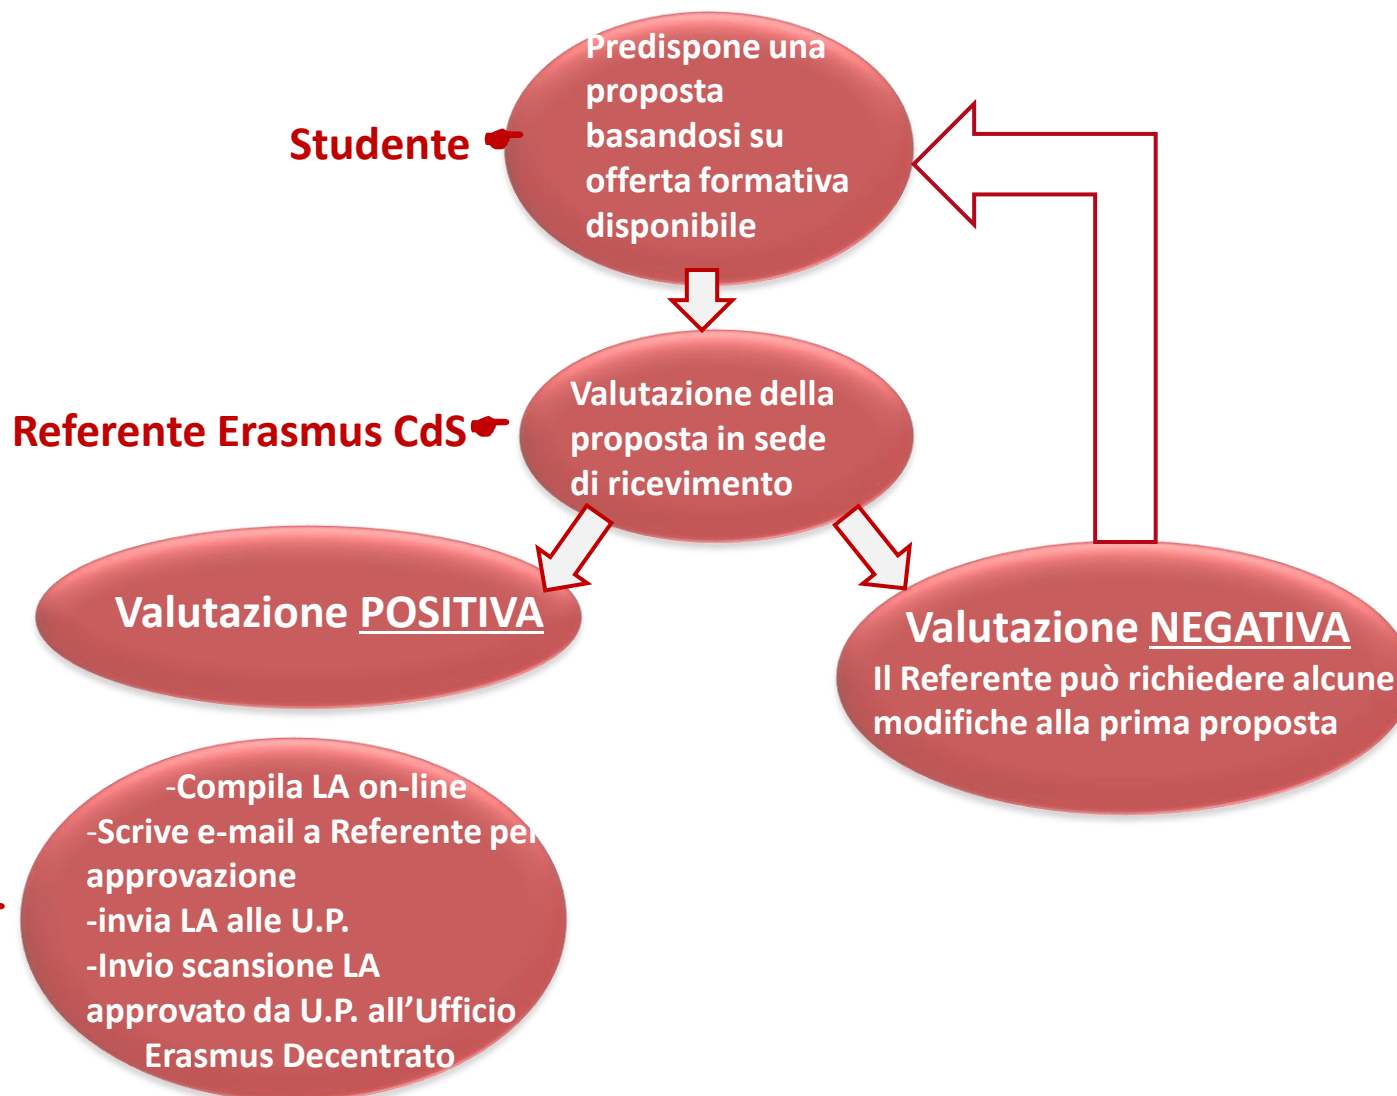 Predispone una
proposta
basandosi su
offerta formativa
disponibile
Studente
Valutazione della
proposta in sede
di ricevimento
Referente Erasmus CdS
Valutazione POSITIVA
Valutazione NEGATIVA
Il Referente può richiedere alcune
modifiche alla prima proposta
-Compila LA on-line
-Scrive e-mail a Referente per
approvazione
-invia LA alle U.P.
-Invio scansione LA
approvato da U.P. all’Ufficio
Erasmus Decentrato